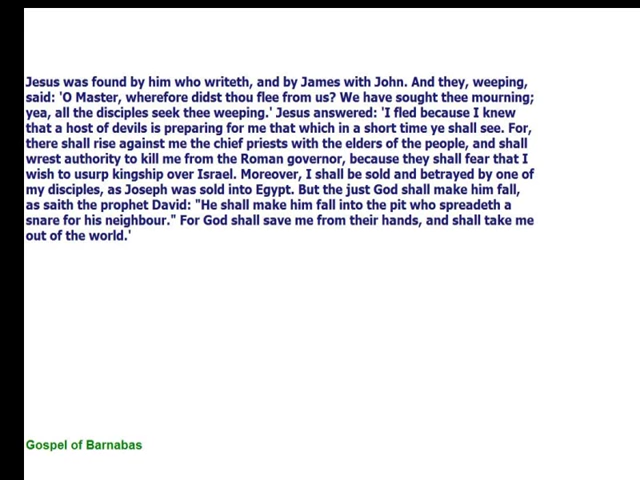 Jesus was found by him who writeth, and by James with John. And they, weeping,
said: 'O Master, wherefore didst thou flee from us? We have sought thee mourning;
yea, all the disciples seek thee weeping.' Jesus answered: 'I fled because I knew
that a host of devils is preparing for me that which in a short time ye shall see. For,
there shall rise against me the chief priests with the elders of the people, and shall
wrest authority to kill me from the Roman governor, because they shall fear that I
wish to usurp kingship over Israel. Moreover, I shall be sold and betrayed by one of
my disciples, as Joseph was sold into Egypt. But the just God shall make him fall,
as saith the prophet David: "He shall make him fall into the pit who spreadeth a
snare for his neighbour." For God shall save me from their hands, and shall take me
out of the world.'
Gospel of Barnabas